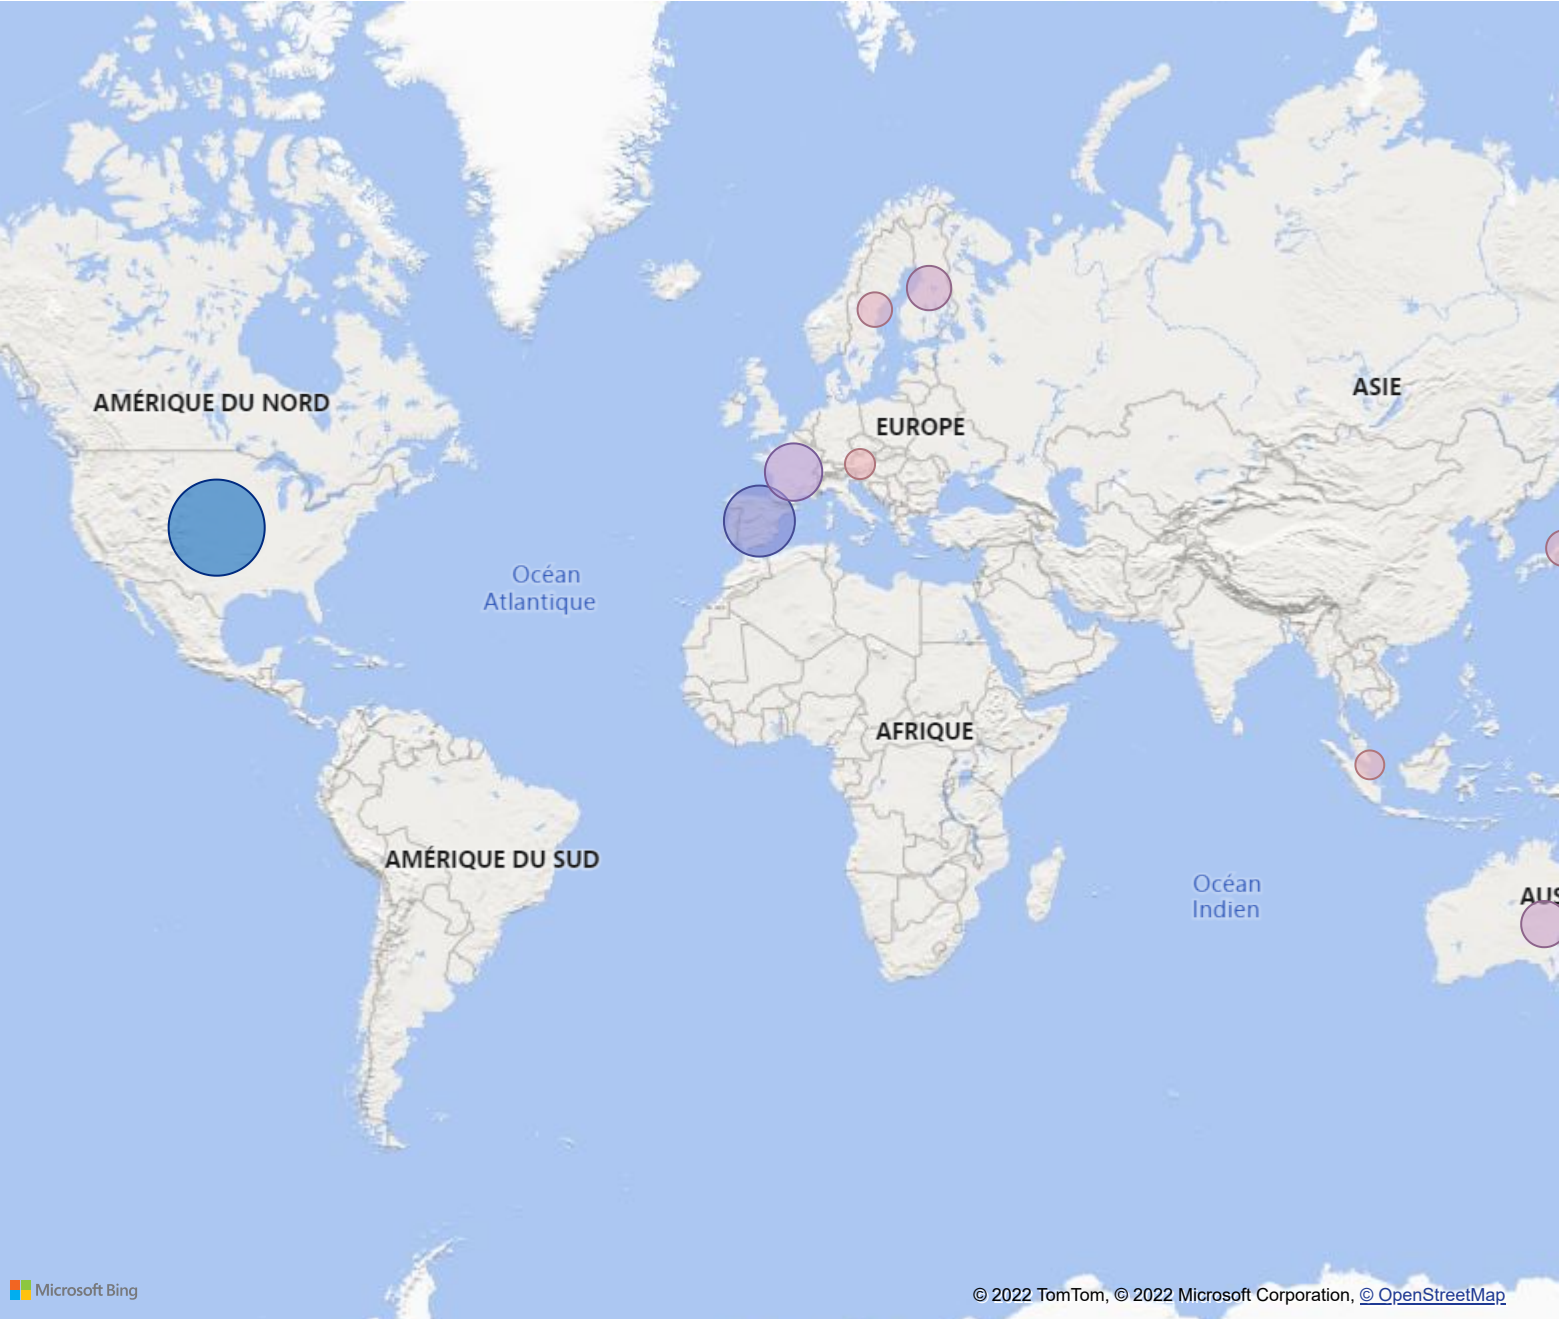 ASIE
AMÉRIQUE DU NORD
EUROPE
Océan
Atlantique
AFRIQUE
AMÉRIQUE DU SUD
Océan
Indien
AUS
Microsoft Bing
© 2022 TomTom, © 2022 Microsoft Corporation, © OpenStreetMap